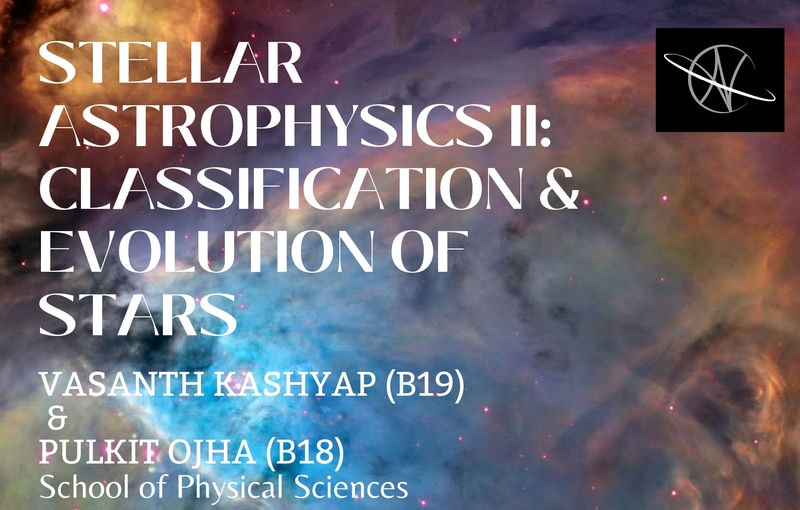 STELLAR
ASTROPHYSICS II:
CLASSIFICATION &
EVOLUTION OF
STARS
VASANTH KASHYAP (B19)
&
PULKIT OJHA (B18)
School of Physical Sciences